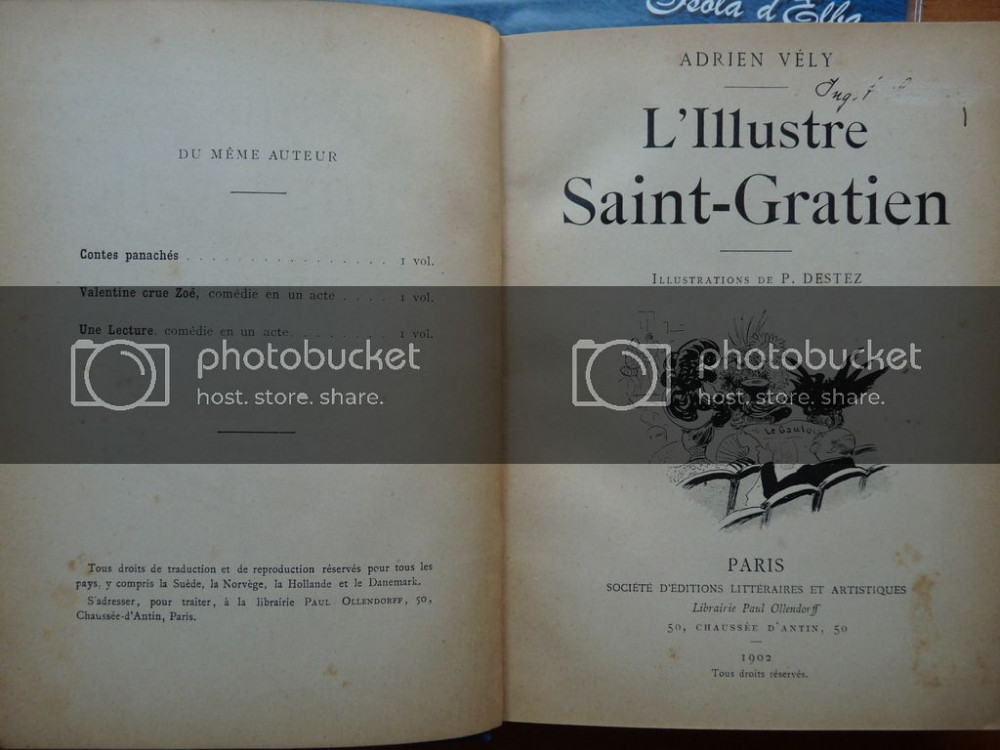 Isola d'Elba
DU MÊME AUTEUR
Contes panachés . . . . . . . . . . . . . . . . 1 vol.
Valentine crue Zoé, comédie en un acte . . . . . 1 vol.
Une Lecture, comédie en un acte. . . . . . . . 1 vol.
photobucket
host. store. share.
Tous droits de traduction et de reproduction réservés pour tous les
pays, y compris la Suède, la Norvège, la Hollande et le Danemark.
S'adresser, pour traiter, à la librairie PAUL OLLENDORFF, 50,
Chaussée-d'Antin, Paris.
ADRIEN VÉLY
Ing.
L'Illustre
Saint-Gratien
ILLUSTRATIONS DE P. DESTEZ
photobucket
host. store. share.
Le Gaulois
PARIS
SOCIÉTÉ D'ÉDITIONS LITTÉRAIRES ET ARTISTIQUES
Librairie Paul Ollendorff
50, CHAUSSÉE D'ANTIN, 50
1902
Tous droits réservés.